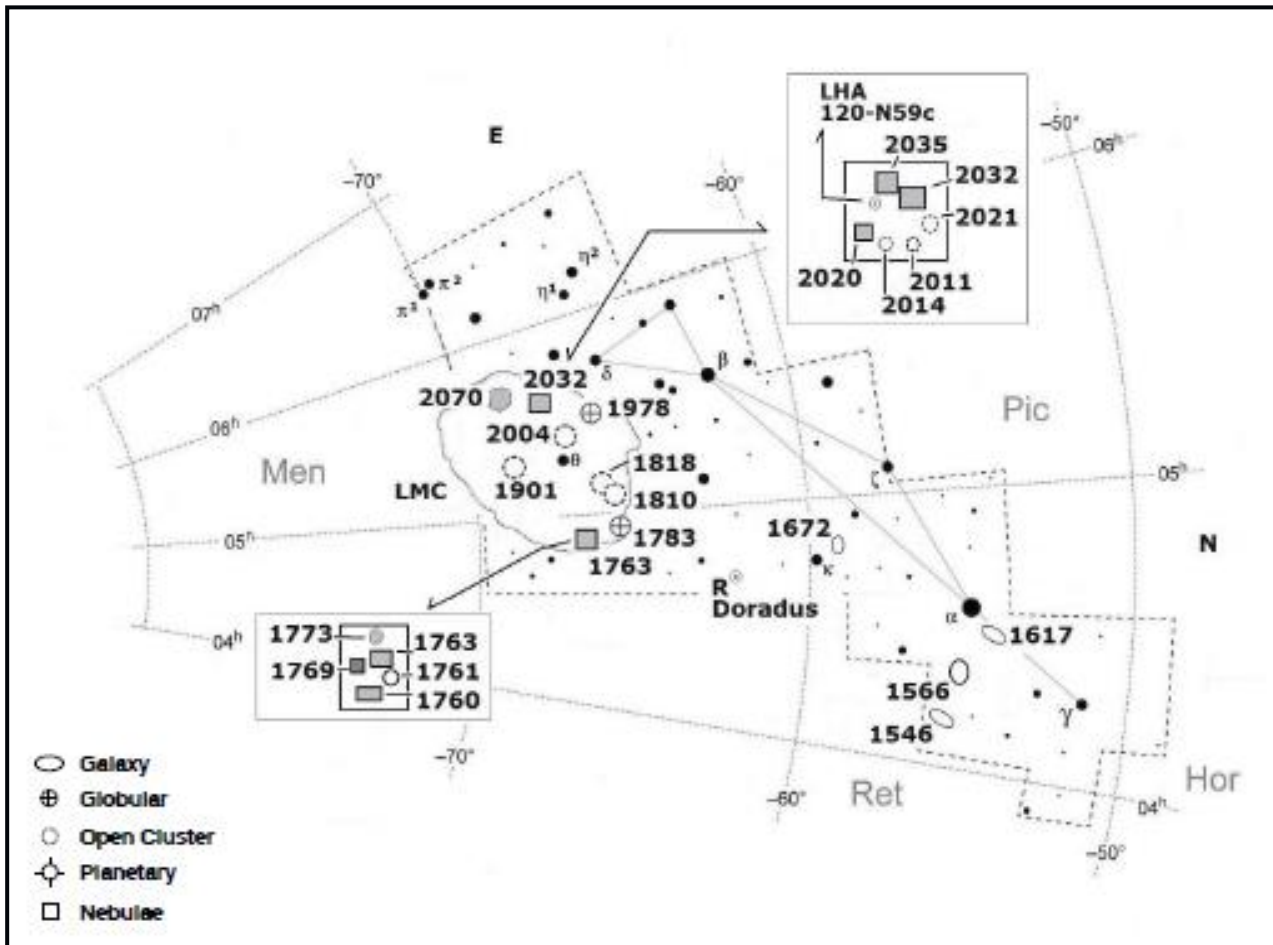 LHA
120-N59c
2035
2032
2021
2020
2011
2014
E
–50°
06ʰ
–70°
–60°
π²
π¹
η²
η¹
07ʰ
β
δ
2032
2070
1978
2004
θ
06ʰ
Pic
Men
1818
LMC
1901
1810
ζ
05ʰ
1672
1783
05ʰ
N
1763
κ
R
Doradus
α
1617
04ʰ
1773
1763
1769
1761
1760
1566
γ
1546
–70°
Galaxy
Globular
Open Cluster
Planetary
Nebulae
–60°
Ret
Hor
04ʰ
–50°